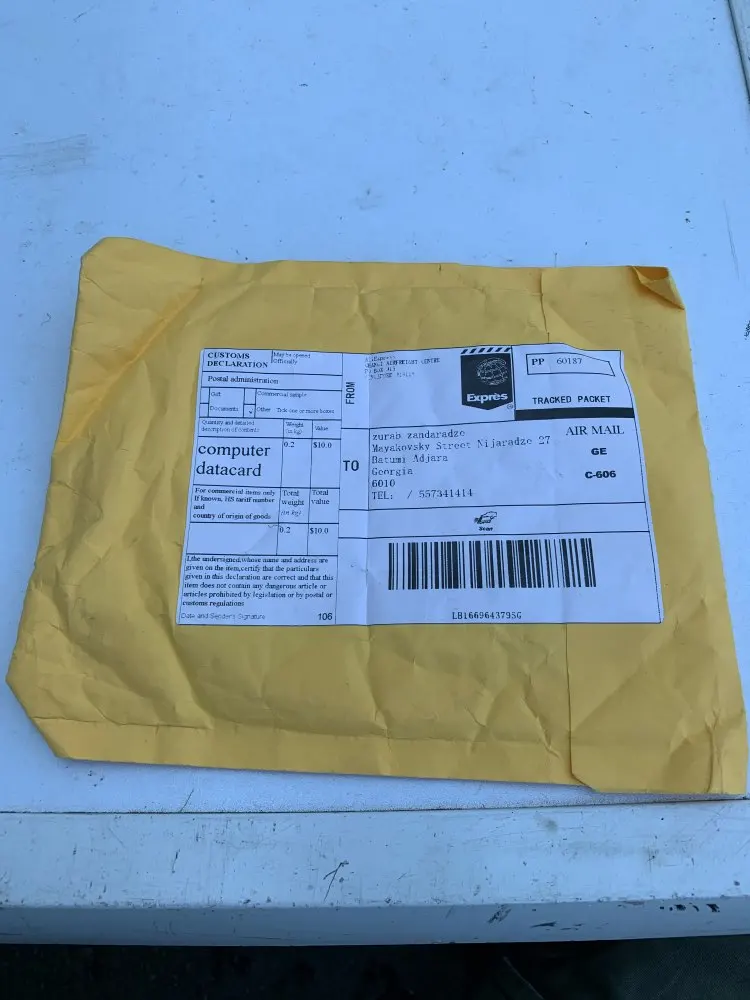 CUSTOMS
DECLARATION
May be opened
Officially
Postal administration
Gift
Commercial sample
Documents
Other
Tick one or more boxes
Quantity and detailed
description of contents
Weight
(in kg)
Value
computer
datacard
0.2
$10.0
For commercial items only
If known, HS tariff number
and
country of origin of goods
Total
weight
(in kg)
Total
value
0.2
$10.0
I,the undersigned,whose name and address are
given on the item,certify that the particulars
given in this declaration are correct and that this
item does not contain any dangerous article or
articles prohibited by legislation or by postal or
customs regulations
Date and Sender's Signature
106
FROM
AIRFREIGHT CENTRE
Exprès
PP 60187
TRACKED PACKET
TO
zurab zandaradze
Mayakovsky Street Nijaradze 27
Batumi Adjara
Georgia
6010
TEL: / 557341414
AIR MAIL
GE
C-606
Scan
LB166964379SG